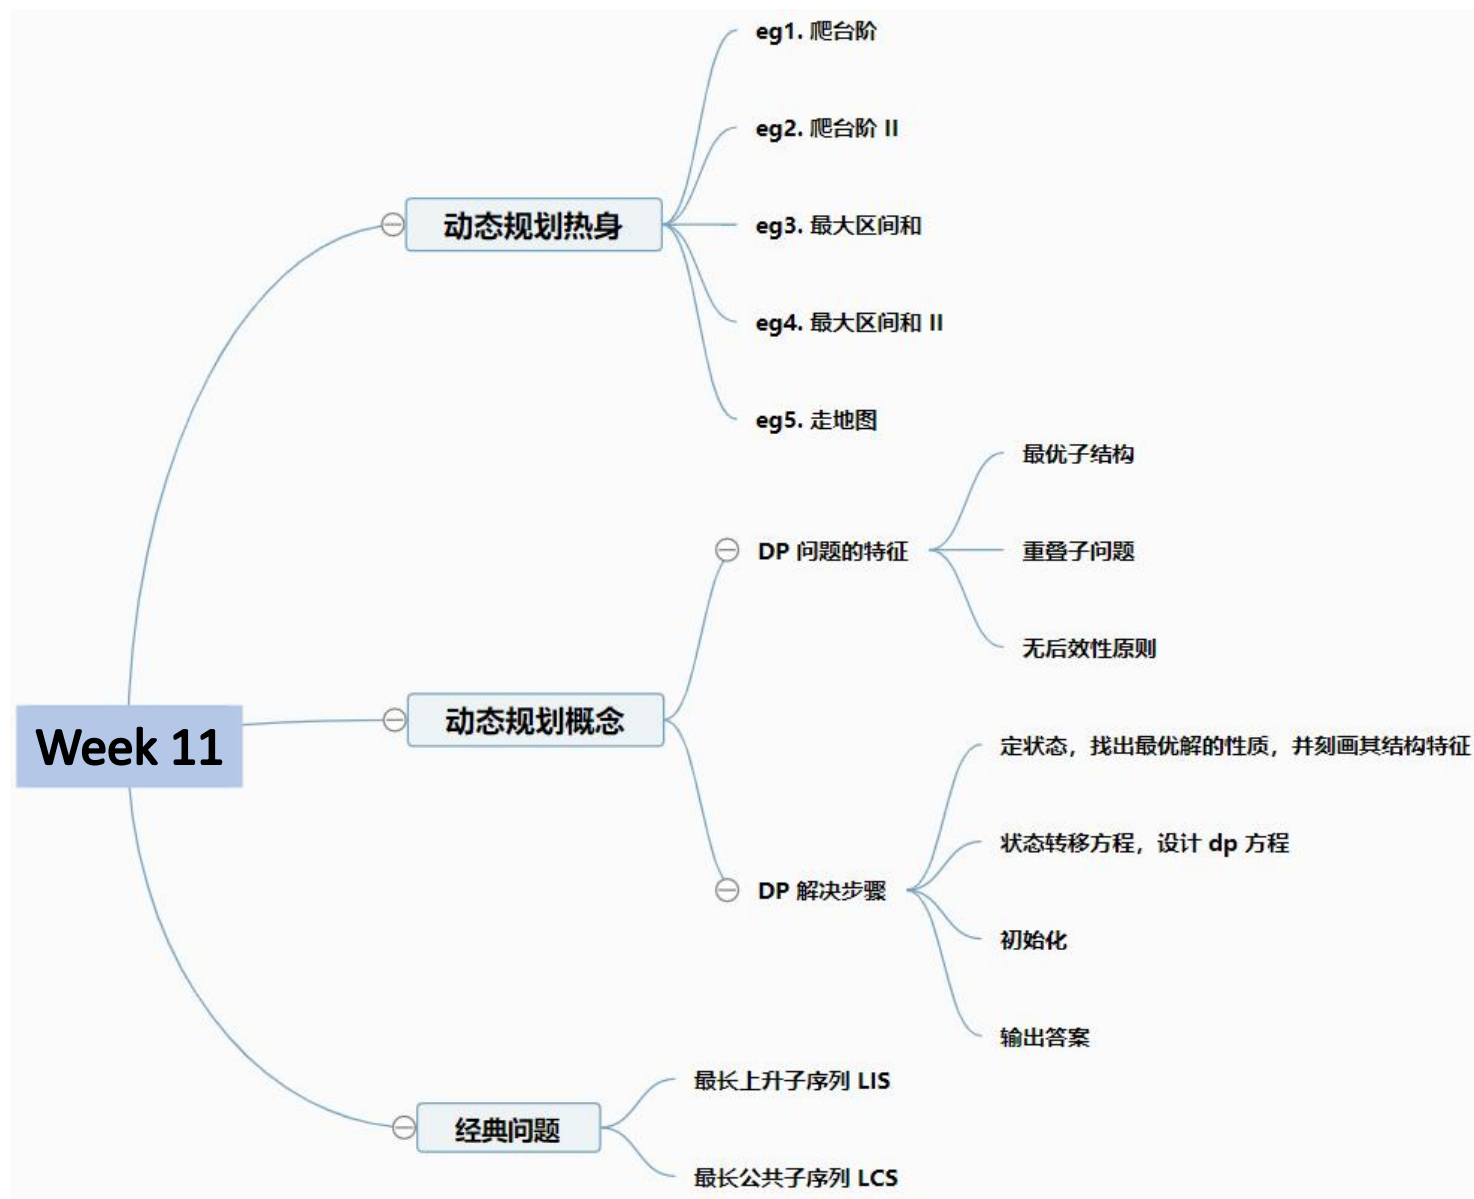 Week 11
动态规划热身
eg1. 爬台阶
eg2. 爬台阶 II
eg3. 最大区间和
eg4. 最大区间和 II
eg5. 走地图
动态规划概念
DP 问题的特征
最优子结构
重叠子问题
无后效性原则
DP 解决步骤
定状态，找出最优解的性质，并刻画其结构特征
状态转移方程，设计 dp 方程
初始化
输出答案
经典问题
最长上升子序列 LIS
最长公共子序列 LCS